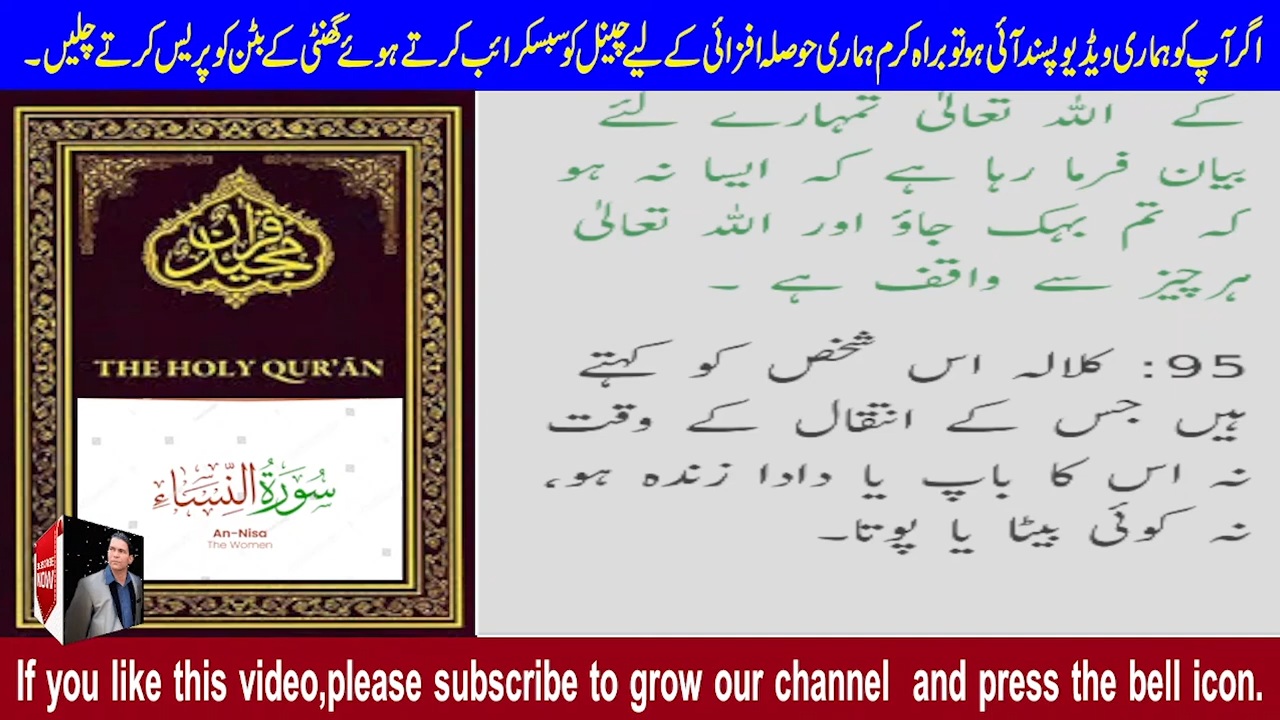 اگر آپ کو ہماری ویڈیو پسند آئی ہو تو براہ کرم ہماری حوصلہ افزائی کے لیے چینل کو سبسکرائب کرتے ہوئے گھنٹی کے بٹن کو پریس کرتے چلیں۔
قرآن مجید
THE HOLY QUR'ĀN
سُورَةُ النِّسَاء
An-Nisa
The Women
SUBSCRIBE
NOW
کے اللہ تعالیٰ تمہارے لئے
بیان فرما رہا ہے کہ ایسا نہ ہو
کہ تم بہک جاؤ اور اللہ تعالیٰ
ہر چیز سے واقف ہے ۔
95: کلالہ اس شخص کو کہتے
ہیں جس کے انتقال کے وقت
نہ اس کا باپ یا دادا زندہ ہو،
نہ کوئی بیٹا یا پوتا۔
If you like this video,please subscribe to grow our channel and press the bell icon.